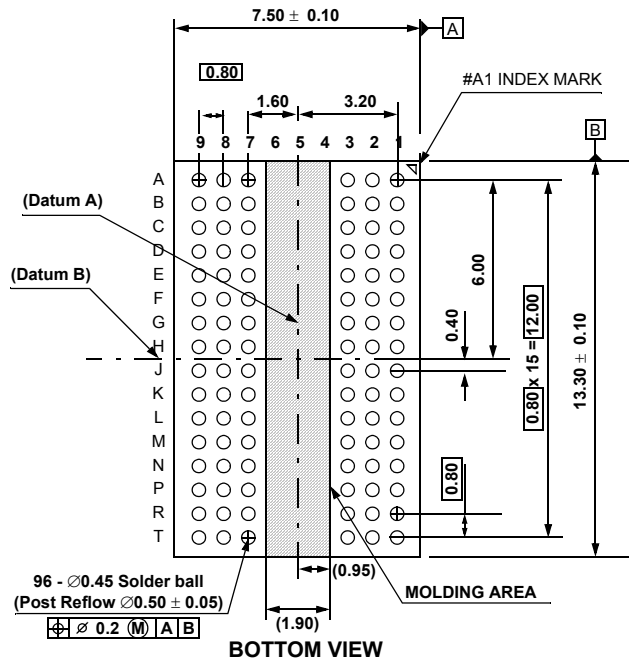 7.50 ± 0.10
A
0.80
#A1 INDEX MARK
1.60
3.20
B
9 8 7 6 5 4 3 2 1
A
B
C
D
E
F
G
H
J
K
L
M
N
P
R
T
(Datum A)
(Datum B)
6.00
0.40
0.80 x 15 = 12.00
13.30 ± 0.10
0.80
(0.95)
MOLDING AREA
(1.90)
96 - ∅0.45 Solder ball
(Post Reflow ∅0.50 ± 0.05)
⌖ ∅ 0.2 Ⓜ A B
BOTTOM VIEW